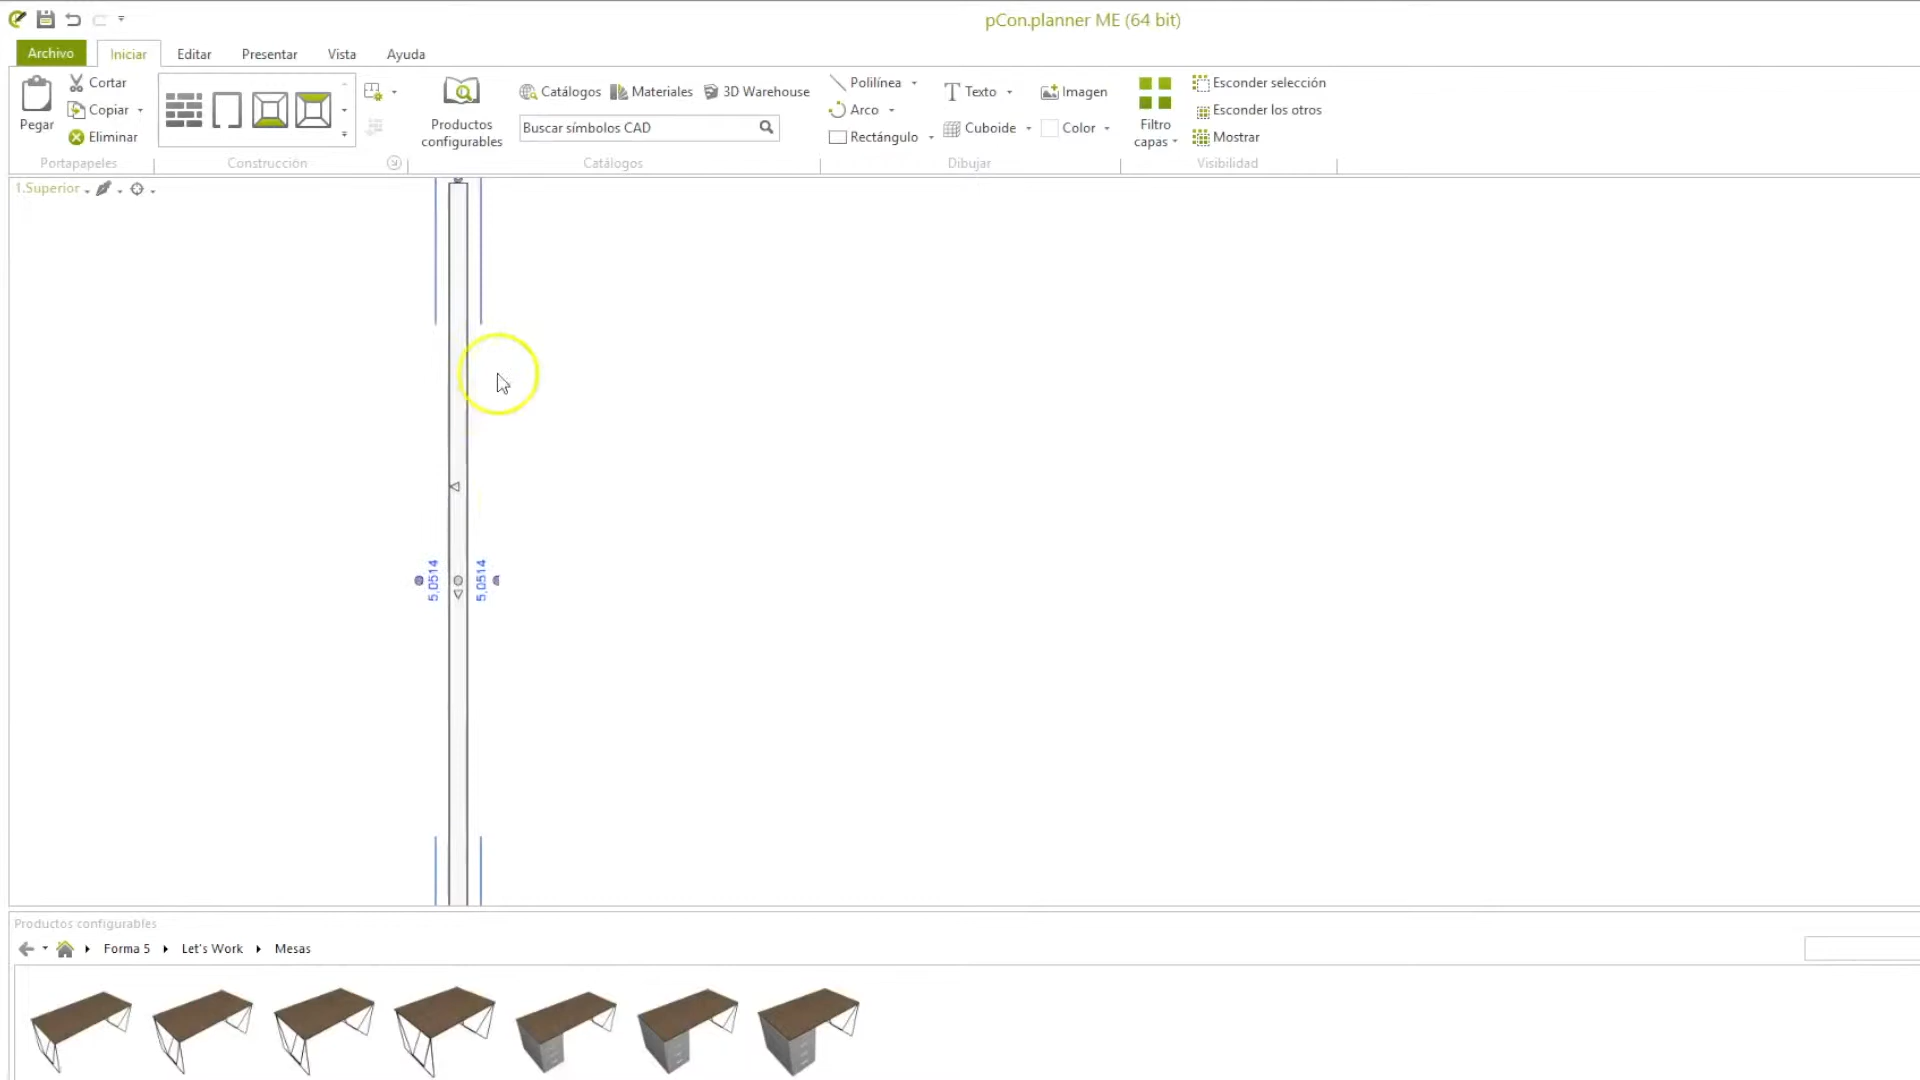 pCon.planner ME (64 bit)
Archivo Iniciar Editar Presentar Vista Ayuda
Pegar
Cortar
Copiar
Eliminar
Portapapeles
Construcción
Productos configurables
Catálogos Materiales 3D Warehouse
Buscar símbolos CAD
Catálogos
Polilínea
Arco
Rectángulo
Texto
Cuboide
Imagen
Color
Dibujar
Filtro
capas
Esconder selección
Esconder los otros
Mostrar
Visibilidad
1.Superior
5,0514
5,0514
Productos configurables
Forma 5 Let's Work Mesas